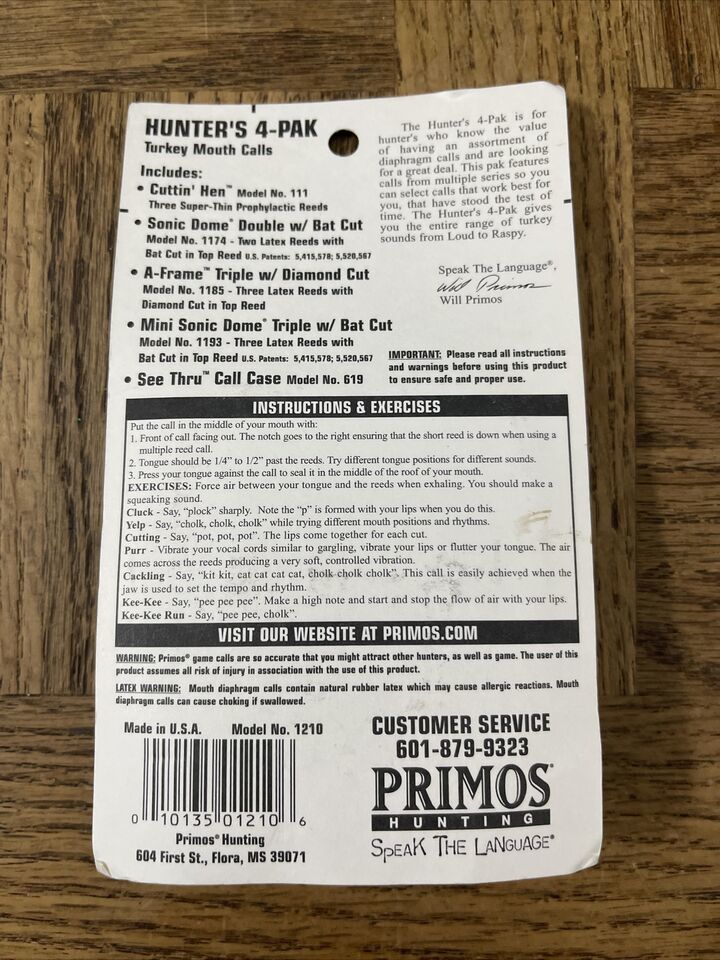 HUNTER'S 4-PAK
Turkey Mouth Calls
Includes:
• Cuttin' Hen™ Model No. 111
Three Super-Thin Prophylactic Reeds
• Sonic Dome® Double w/ Bat Cut
Model No. 1174 - Two Latex Reeds with
Bat Cut in Top Reed U.S. Patents: 5,415,578; 5,520,567
• A-Frame™ Triple w/ Diamond Cut
Model No. 1185 - Three Latex Reeds with
Diamond Cut in Top Reed
• Mini Sonic Dome® Triple w/ Bat Cut
Model No. 1193 - Three Latex Reeds with
Bat Cut in Top Reed U.S. Patents: 5,415,578; 5,520,567
• See Thru™ Call Case Model No. 619
The Hunter's 4-Pak is for
hunter's who know the value
of having an assortment of
diaphragm calls and are looking
for a great deal. This pak features
calls from multiple series so you
can select calls that work best for
you, that have stood the test of
time. The Hunter's 4-Pak gives
you the entire range of turkey
sounds from Loud to Raspy.
Speak The Language®,
Will Primos
Will Primos
IMPORTANT: Please read all instructions
and warnings before using this product
to ensure safe and proper use.
INSTRUCTIONS & EXERCISES
Put the call in the middle of your mouth with:
1. Front of call facing out. The notch goes to the right ensuring that the short reed is down when using a
multiple reed call.
2. Tongue should be 1/4" to 1/2" past the reeds. Try different tongue positions for different sounds.
3. Press your tongue against the call to seal it in the middle of the roof of your mouth.
EXERCISES: Force air between your tongue and the reeds when exhaling. You should make a
squeaking sound.
Cluck - Say, "plock" sharply. Note the "p" is formed with your lips when you do this.
Yelp - Say, "cholk, cholk, cholk" while trying different mouth positions and rhythms.
Cutting - Say, "pot, pot, pot". The lips come together for each cut.
Purr - Vibrate your vocal cords similar to gargling, vibrate your lips or flutter your tongue. The air
comes across the reeds producing a very soft, controlled vibration.
Cackling - Say, "kit kit, cat cat cat cat, cholk cholk cholk". This call is easily achieved when the
jaw is used to set the tempo and rhythm.
Kee-Kee - Say, "pee pee pee". Make a high note and start and stop the flow of air with your lips.
Kee-Kee Run - Say, "pee pee, cholk".
VISIT OUR WEBSITE AT PRIMOS.COM
WARNING: Primos® game calls are so accurate that you might attract other hunters, as well as game. The user of this
product assumes all risk of injury in association with the use of this product.
LATEX WARNING: Mouth diaphragm calls contain natural rubber latex which may cause allergic reactions. Mouth
diaphragm calls can cause choking if swallowed.
Made in U.S.A. Model No. 1210
0 10135 01210 6
Primos® Hunting
604 First St., Flora, MS 39071
CUSTOMER SERVICE
601-879-9323
PRIMOS®
HUNTING
SPEAK THE LANGUAGE®